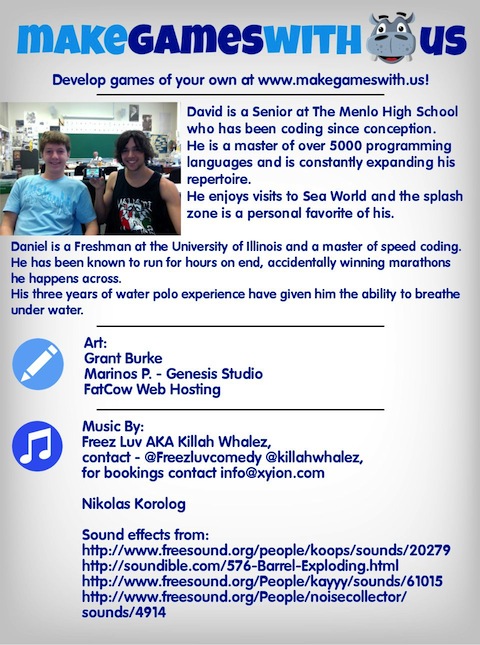 MAKEGAMESWITH US
Develop games of your own at www.makegameswith.us!
David is a Senior at The Menlo High School
who has been coding since conception.
He is a master of over 5000 programming
languages and is constantly expanding his
repertoire.
He enjoys visits to Sea World and the splash
zone is a personal favorite of his.
Daniel is a Freshman at the University of Illinois and a master of speed coding.
He has been known to run for hours on end, accidentally winning marathons
he happens across.
His three years of water polo experience have given him the ability to breathe
under water.
Art:
Grant Burke
Marinos P. - Genesis Studio
FatCow Web Hosting
Music By:
Freez Luv AKA Killah Whalez,
contact - @Freezluvcomedy @killahwhalez,
for bookings contact info@xyion.com
Nikolas Korolog
Sound effects from:
http://www.freesound.org/people/koops/sounds/20279
http://soundible.com/576-Barrel-Exploding.html
http://www.freesound.org/People/kayyy/sounds/61015
http://www.freesound.org/People/noisecollector/
sounds/4914